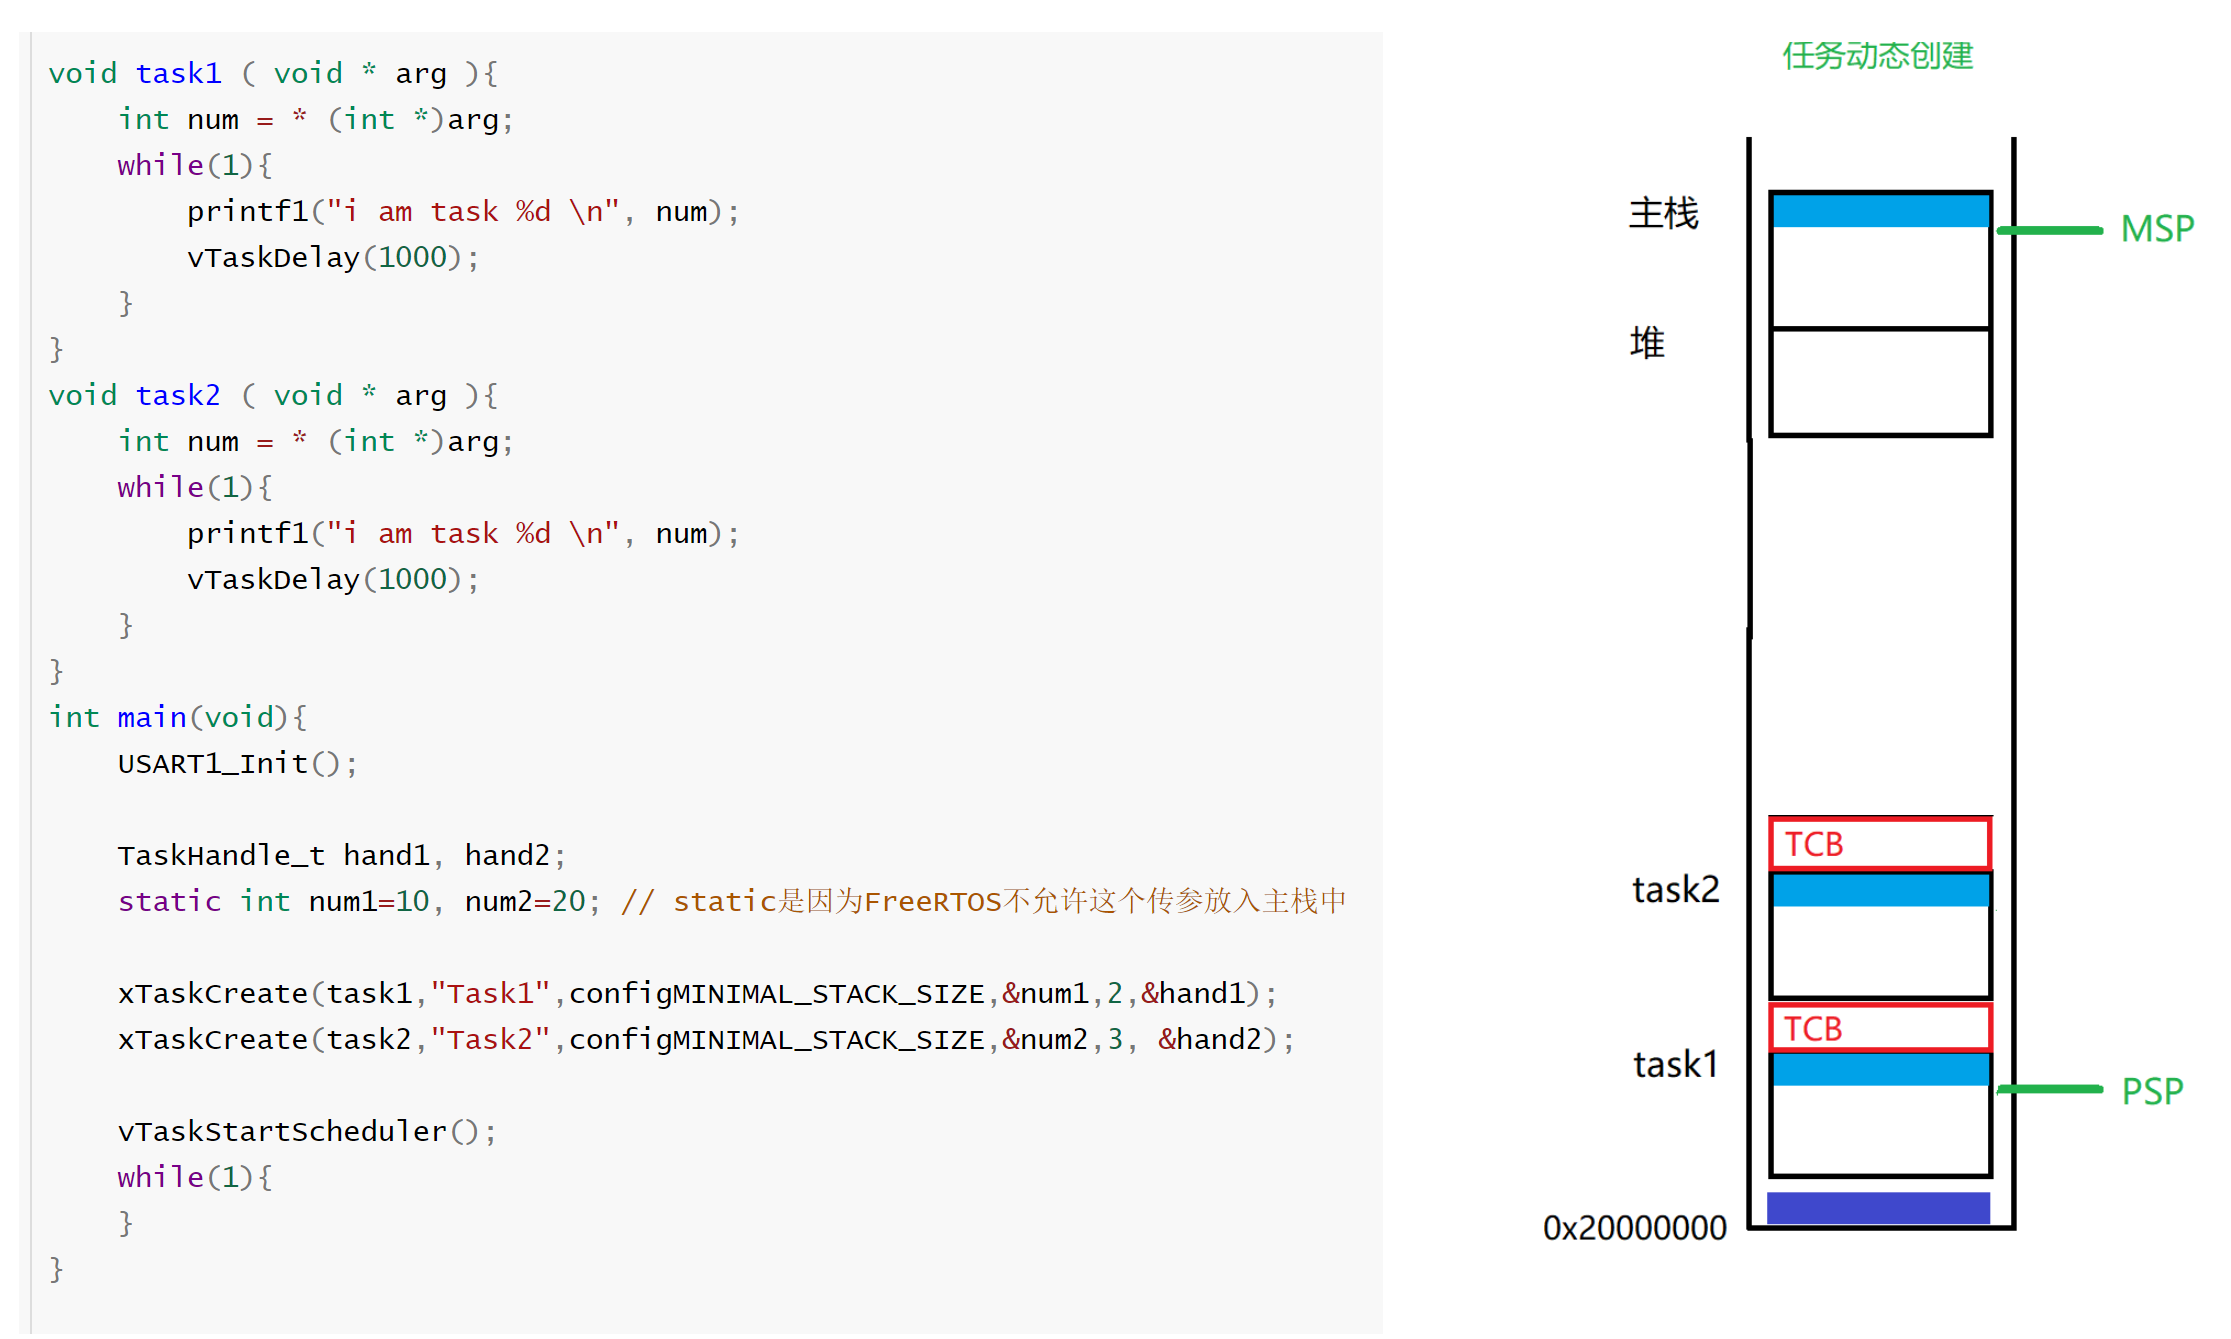 void task1 ( void * arg ){
    int num = * (int *)arg;
    while(1){
        printf1("i am task %d \n", num);
        vTaskDelay(1000);
    }
}
void task2 ( void * arg ){
    int num = * (int *)arg;
    while(1){
        printf1("i am task %d \n", num);
        vTaskDelay(1000);
    }
}
int main(void){
    USART1_Init();

    TaskHandle_t hand1, hand2;
    static int num1=10, num2=20; // static是因为FreeRTOS不允许这个传参放入主栈中

    xTaskCreate(task1,"Task1",configMINIMAL_STACK_SIZE,&num1,2,&hand1);
    xTaskCreate(task2,"Task2",configMINIMAL_STACK_SIZE,&num2,3, &hand2);

    vTaskStartScheduler();
    while(1){
    }
}
任务动态创建
主栈
MSP
堆
TCB
task2
TCB
task1
PSP
0x20000000